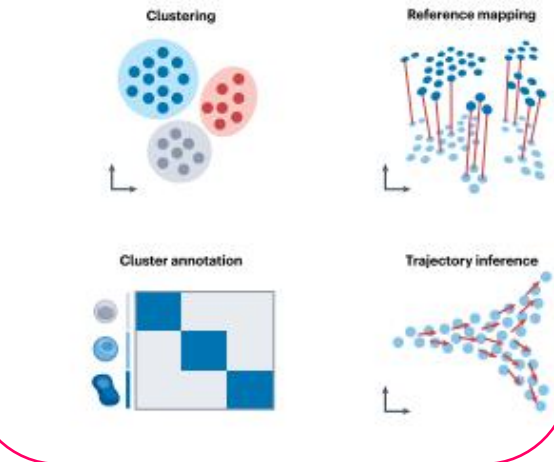 Clustering
Reference mapping
Cluster annotation
Trajectory inference